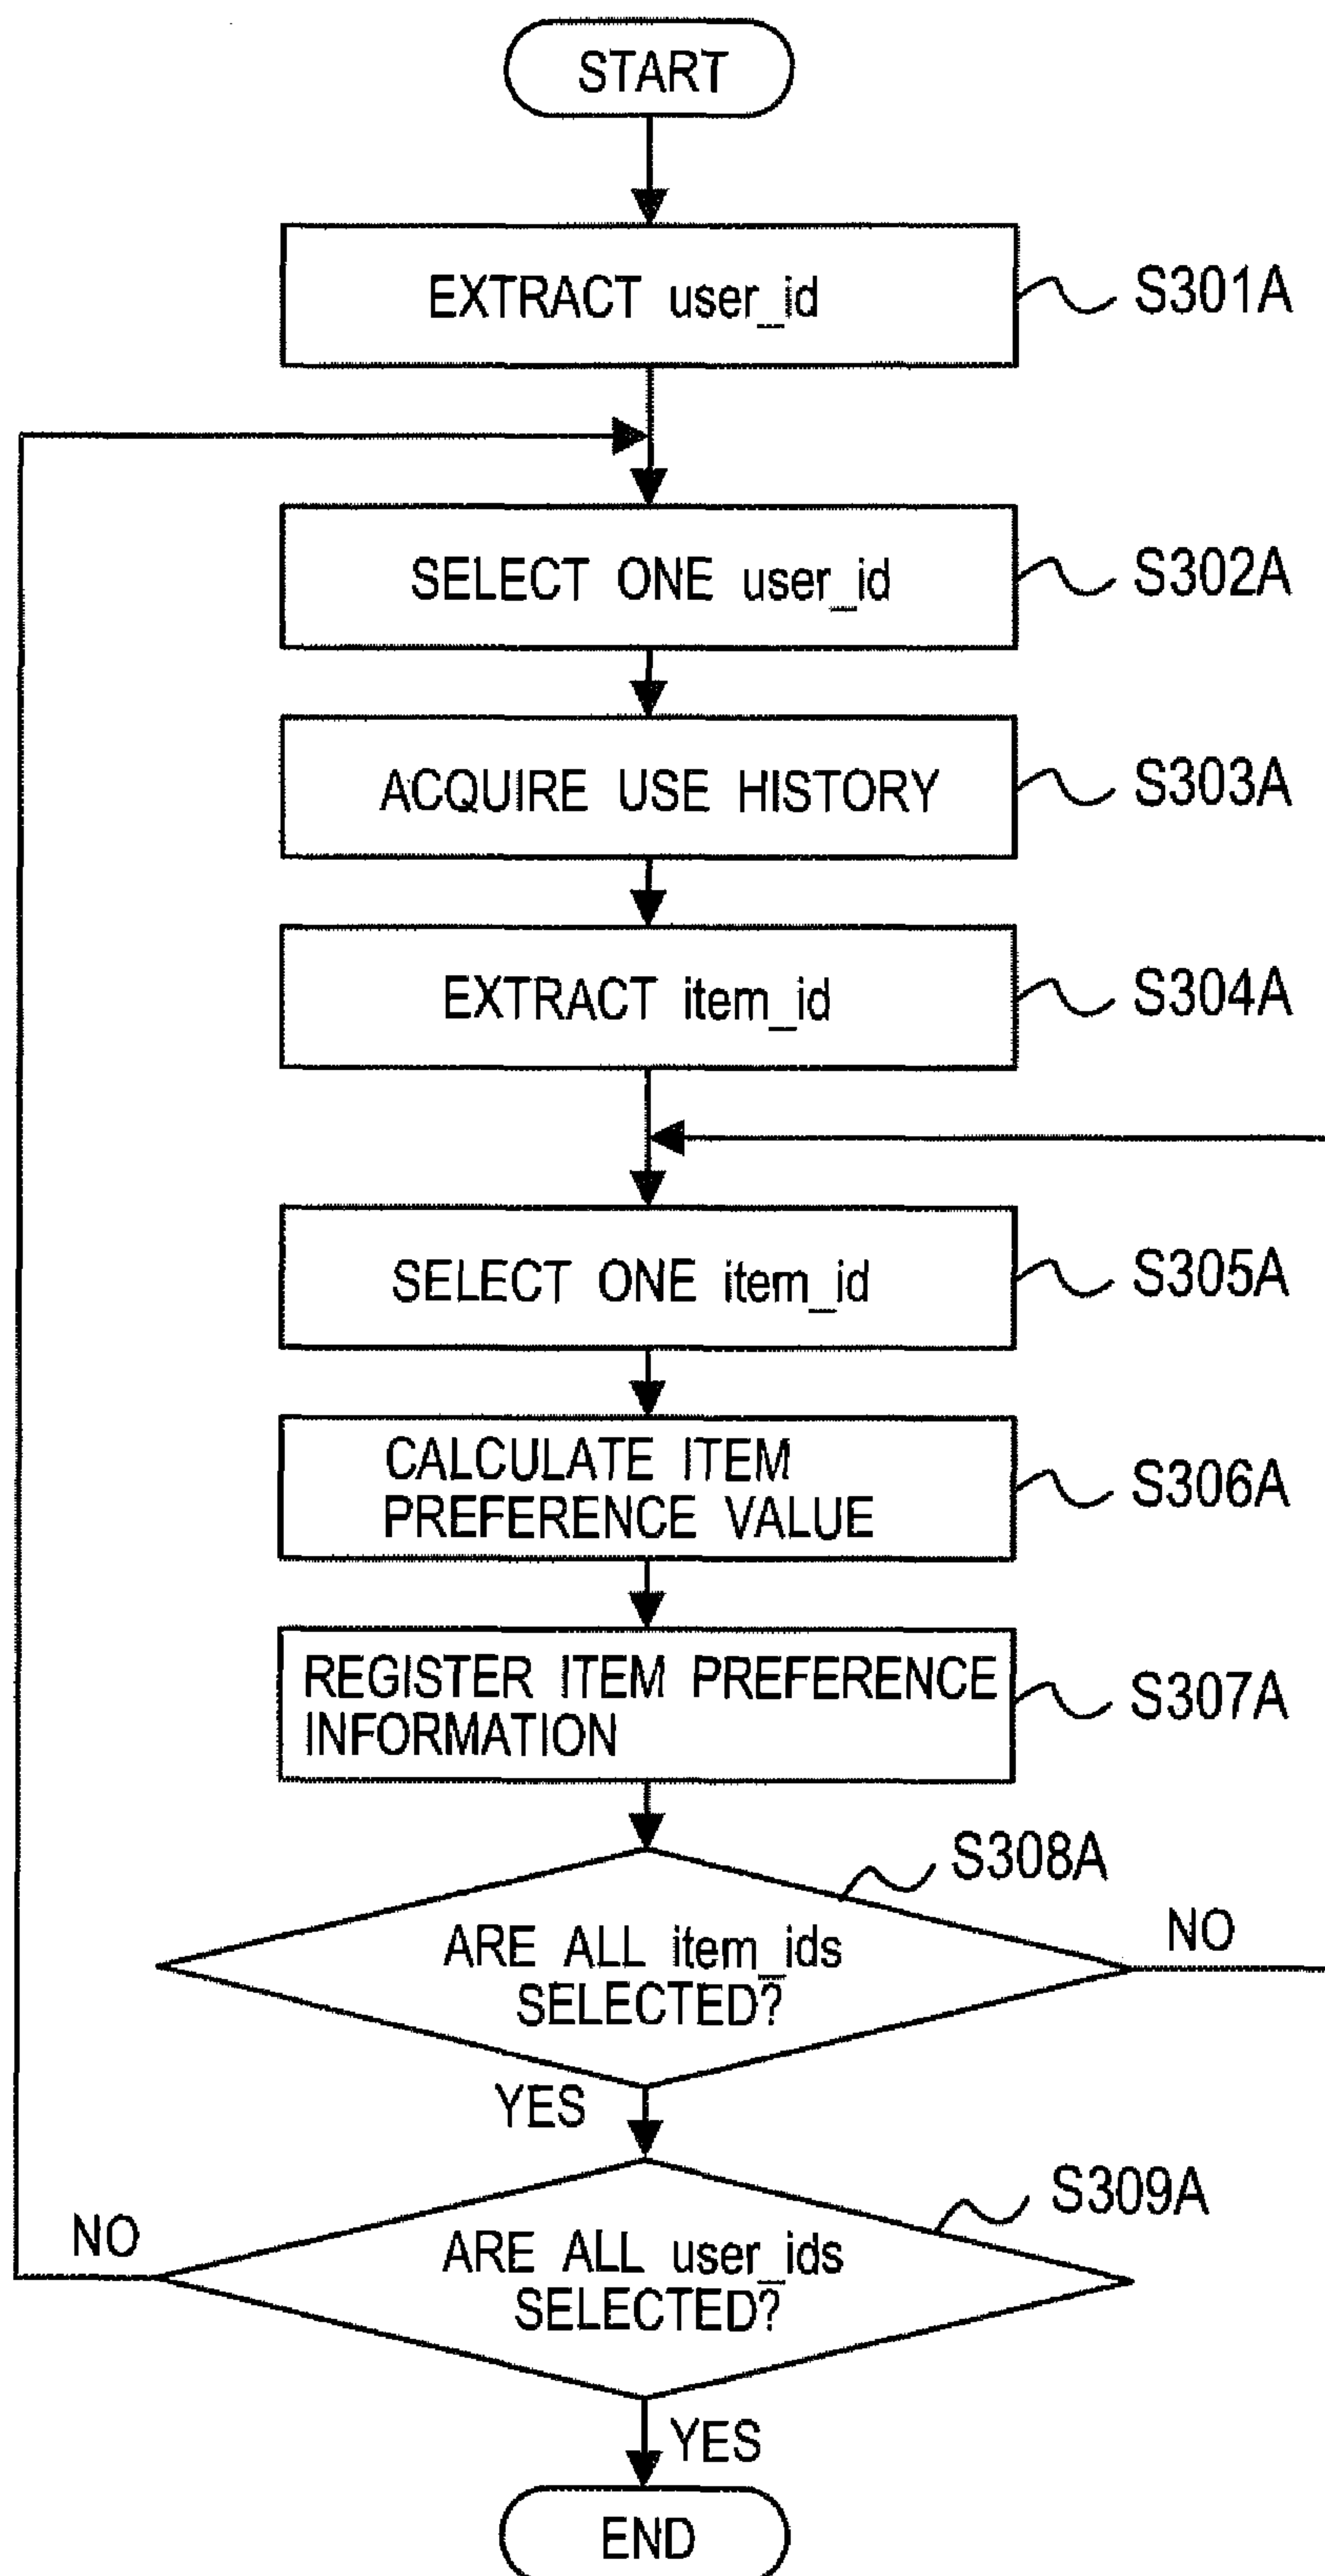 START
EXTRACT user_id
S301A
SELECT ONE user_id
S302A
ACQUIRE USE HISTORY
S303A
EXTRACT item_id
S304A
SELECT ONE item_id
S305A
CALCULATE ITEM
PREFERENCE VALUE
S306A
REGISTER ITEM PREFERENCE
INFORMATION
S307A
S308A
ARE ALL item_ids
SELECTED?
NO
YES
S309A
NO
ARE ALL user_ids
SELECTED?
YES
END